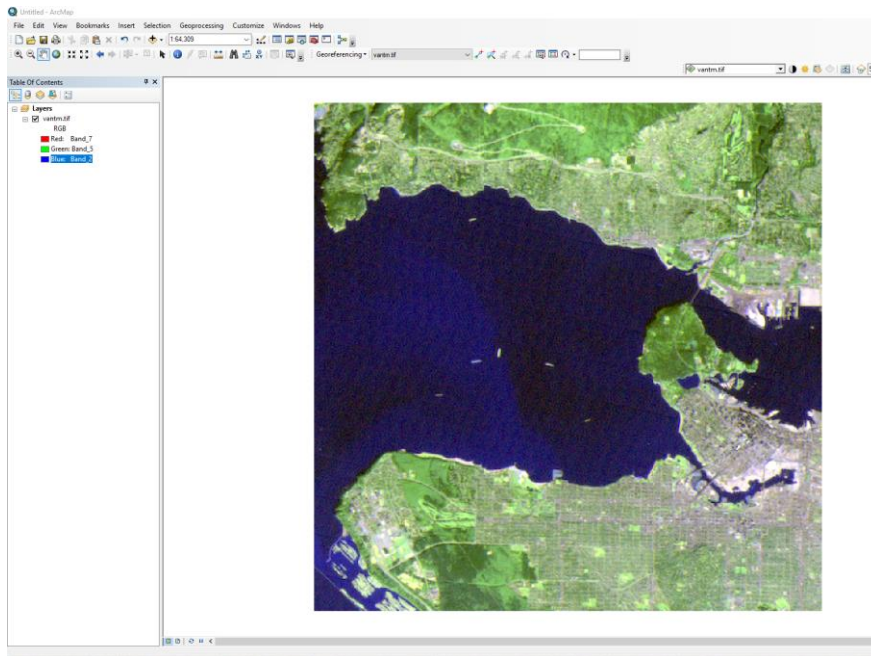 Untitled - ArcMap
File Edit View Bookmarks Insert Selection Geoprocessing Customize Windows Help
1:64,309
Georeferencing vantm.tif
vantm.tif
Table Of Contents
Layers
vantm.tif
RGB
Red: Band_7
Green: Band_5
Blue: Band_2